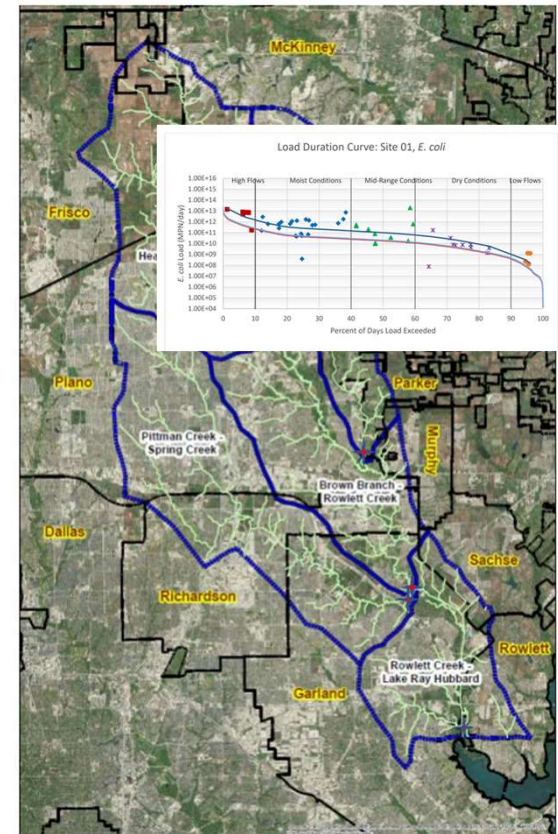 McKinney
Load Duration Curve: Site 01, E. coli
High Flows Moist Conditions Mid-Range Conditions Dry Conditions Low Flows
1.00E+16
1.00E+15
1.00E+14
1.00E+13
1.00E+12
1.00E+11
1.00E+10
1.00E+09
1.00E+08
1.00E+07
1.00E+06
1.00E+05
1.00E+04
E. coli Load (MPN/day)
0 10 20 30 40 50 60 70 80 90 100
Percent of Days Load Exceeded
Frisco
Hea
Plano
Parker
Murphy
Pittman Creek -
Spring Creek
Brown Branch -
Rowlett Creek
Dallas
Sachse
Richardson
Rowlett
Rowlett Creek -
Lake Ray Hubbard
Garland